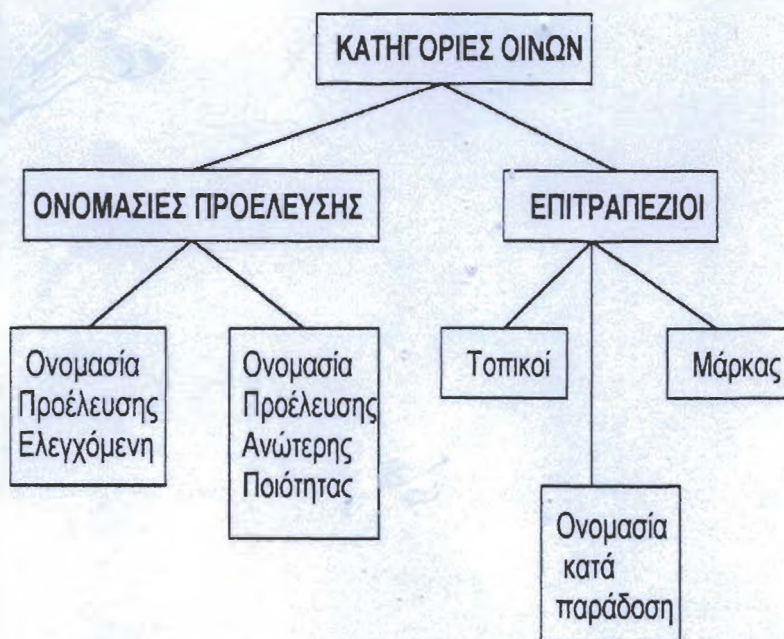 ΚΑΤΗΓΟΡΙΕΣ ΟΙΝΩΝ
ΟΝΟΜΑΣΙΕΣ ΠΡΟΕΛΕΥΣΗΣ
ΕΠΙΤΡΑΠΕΖΙΟΙ
Ονομασία
Προέλευσης
Ελεγχόμενη
Ονομασία
Προέλευσης
Ανώτερης
Ποιότητας
Τοπικοί
Μάρκας
Ονομασία
κατά
παράδοση